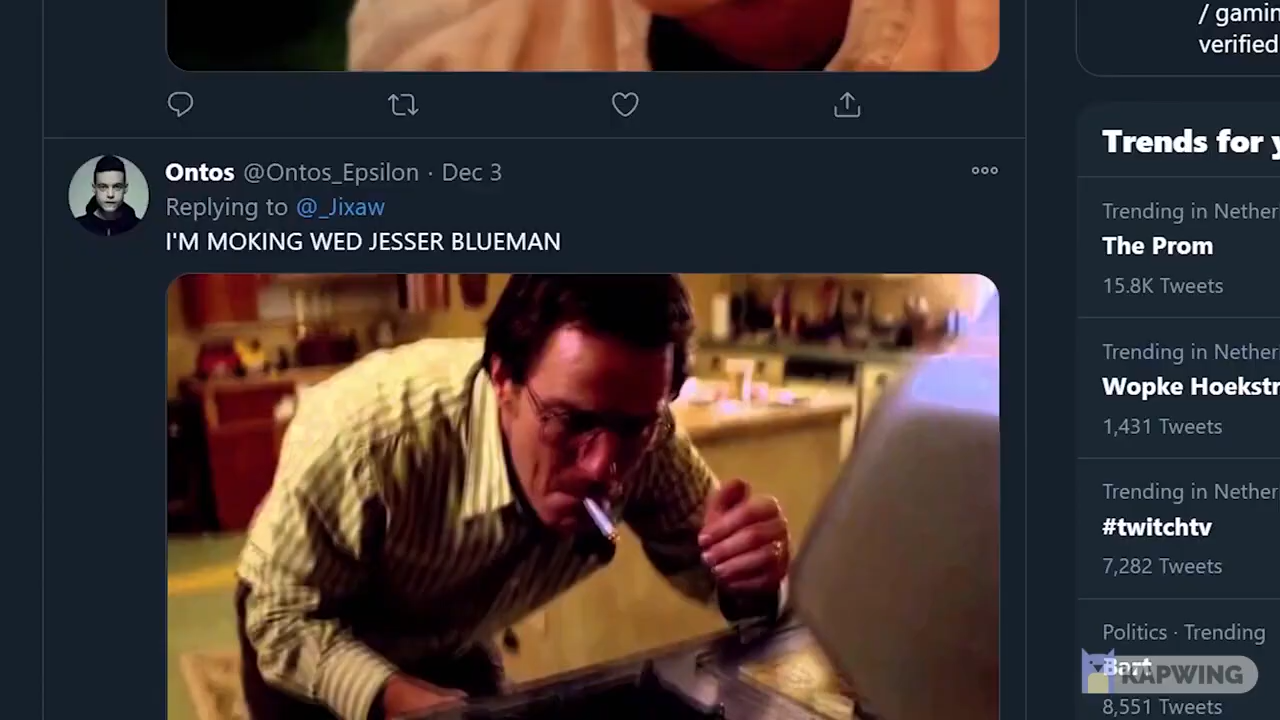 / gamin
verified
Ontos @Ontos_Epsilon · Dec 3
Replying to @_Jixaw
I'M MOKING WED JESSER BLUEMAN
Trends for y
Trending in Nether
The Prom
15.8K Tweets
Trending in Nether
Wopke Hoekstr
1,431 Tweets
Trending in Nether
#twitchtv
7,282 Tweets
Politics · Trending
Bart
KAPWING
8,551 Tweets